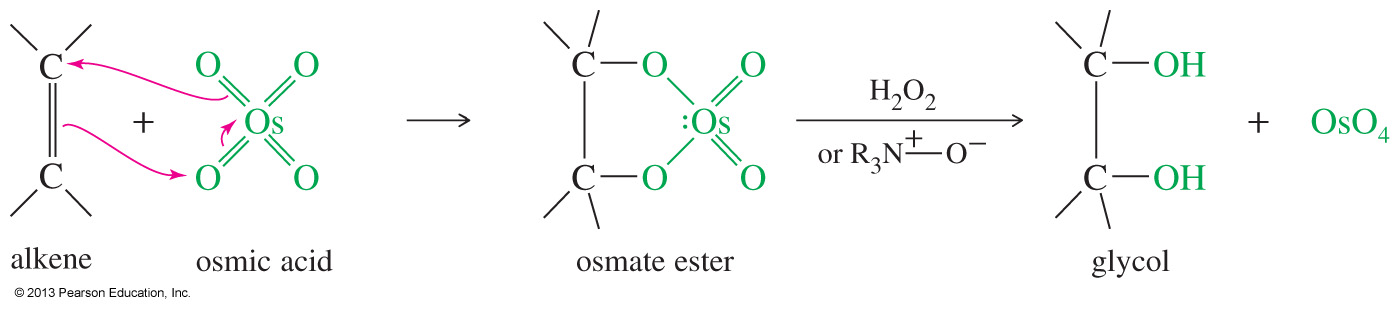 C O O C O O H₂O₂ C — OH
+ Os :Os + OsO₄
or R₃N⁺—O⁻
C O O C O O C — OH
alkene osmic acid osmate ester glycol
© 2013 Pearson Education, Inc.